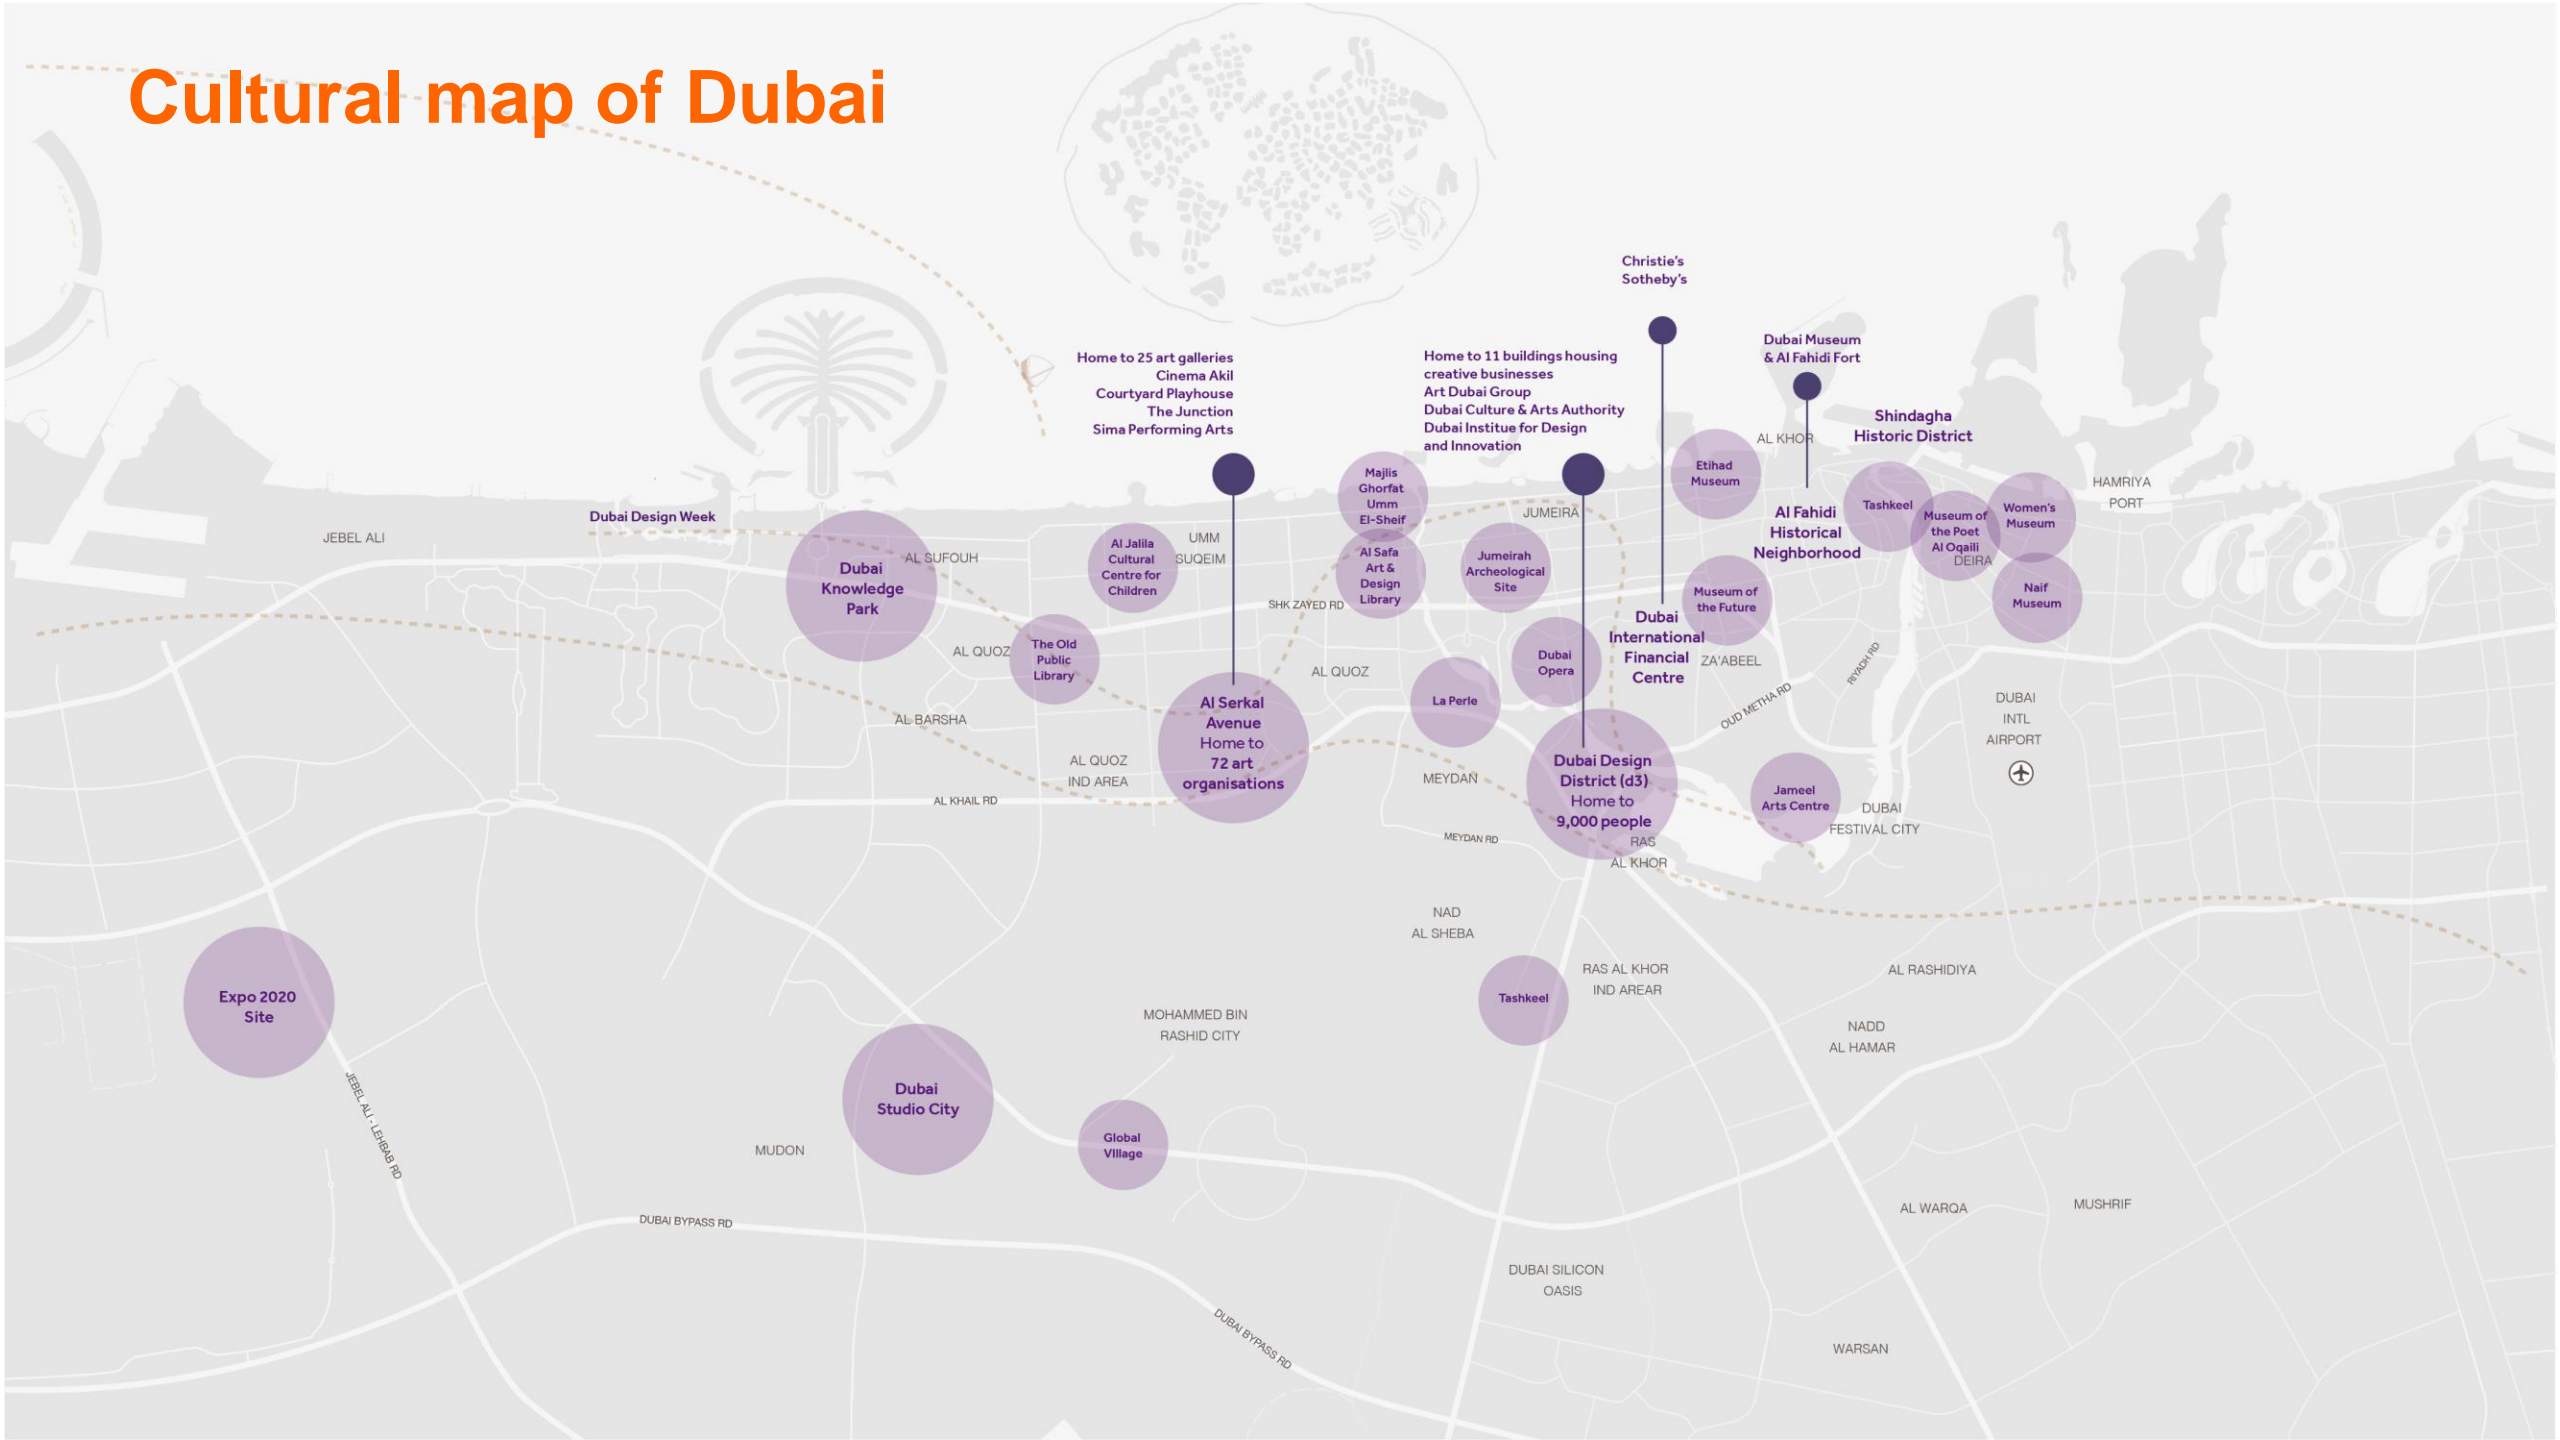 Cultural map of Dubai
Christie's
Sotheby's
Dubai Museum
& Al Fahidi Fort
Home to 25 art galleries
Cinema Akil
Courtyard Playhouse
The Junction
Sima Performing Arts
Home to 11 buildings housing
creative businesses
Art Dubai Group
Dubai Culture & Arts Authority
Dubai Institue for Design
and Innovation
Shindagha
Historic District
AL KHOR
Etihad
Museum
Majlis
Ghorfat
Umm
El-Sheif
HAMRIYA
PORT
Dubai Design Week
JEBEL ALI
JUMEIRA
Al Fahidi
Historical
Neighborhood
Tashkeel
Museum of
the Poet
Al Oqaili
Women's
Museum
DEIRA
Naif
Museum
Dubai
Knowledge
Park
AL SUFOUH
Al Jalila
Cultural
Centre for
Children
UMM
SUQEIM
Al Safa
Art &
Design
Library
Jumeirah
Archeological
Site
SHK ZAYED RD
Museum of
the Future
Dubai
International
Financial
Centre
ZA'ABEEL
RIYADH RD
AL QUOZ
The Old
Public
Library
AL QUOZ
Dubai
Opera
La Perle
OUD METHA RD
DUBAI
INTL
AIRPORT
AL BARSHA
Al Serkal
Avenue
Home to
72 art
organisations
AL QUOZ
IND AREA
AL KHAIL RD
MEYDAN
MEYDAN RD
Dubai Design
District (d3)
Home to
9,000 people
RAS
AL KHOR
Jameel
Arts Centre
DUBAI
FESTIVAL CITY
NAD
AL SHEBA
Expo 2020
Site
Tashkeel
RAS AL KHOR
IND AREAR
AL RASHIDIYA
MOHAMMED BIN
RASHID CITY
NADD
AL HAMAR
JEBEL ALI - LEHBAB RD
Dubai
Studio City
MUDON
Global
VIllage
AL WARQA
MUSHRIF
DUBAI BYPASS RD
DUBAI SILICON
OASIS
DUBAI BYPASS RD
WARSAN